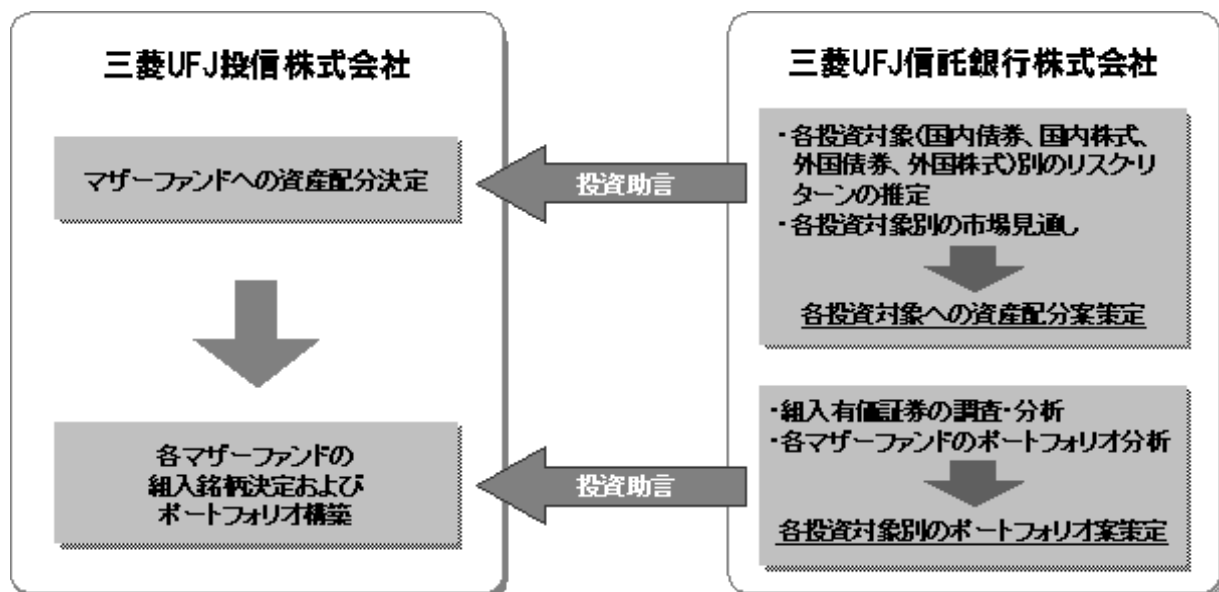 三菱UFJ投信株式会社
マザーファンドへの資産配分決定
各マザーファンドの
組入銘柄決定および
ポートフォリオ構築
投資助言
投資助言
三菱UFJ信託銀行株式会社
・各投資対象(国内債券、国内株式、
外国債券、外国株式)別のリスク・リ
ターンの推定
・各投資対象別の市場見通し
各投資対象への資産配分案策定
・組入有価証券の調査・分析
・各マザーファンドのポートフォリオ分析
各投資対象別のポートフォリオ案策定